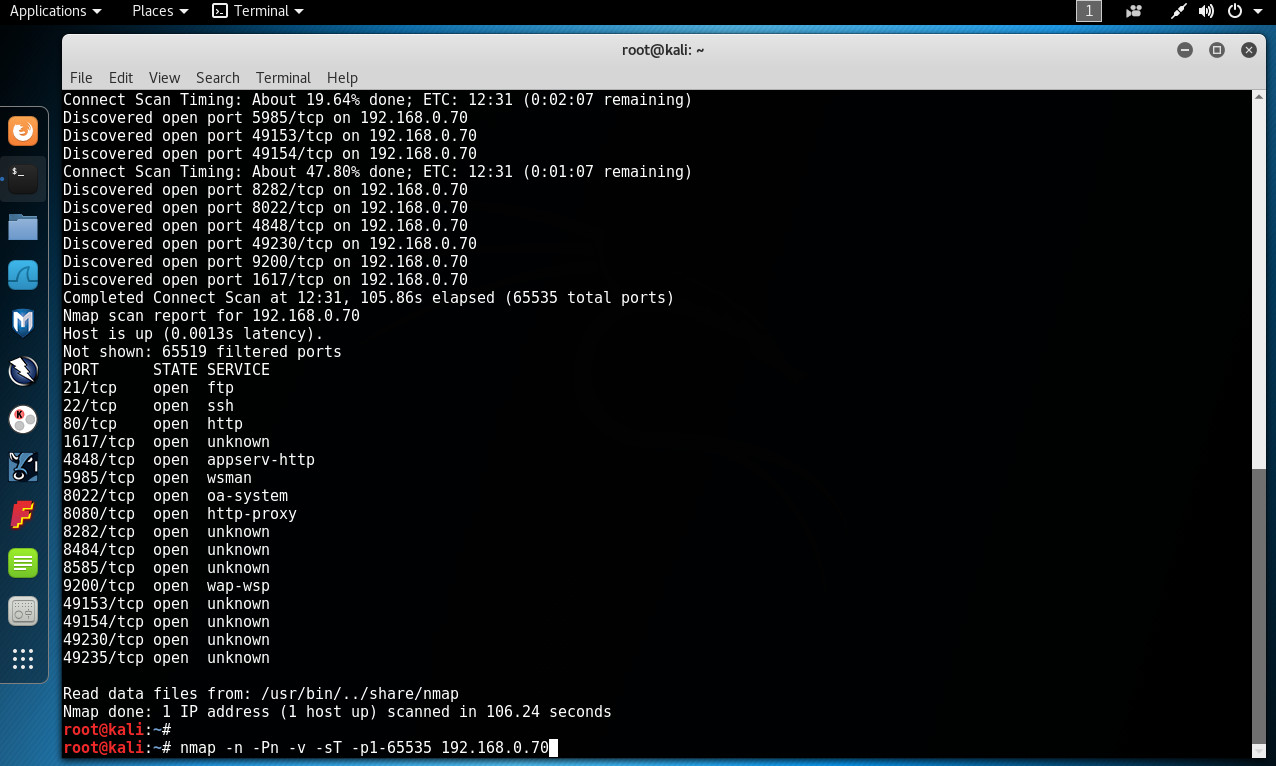 Applications Places Terminal 1
root@kali: ~
File Edit View Search Terminal Help
Connect Scan Timing: About 19.64% done; ETC: 12:31 (0:02:07 remaining)
Discovered open port 5985/tcp on 192.168.0.70
Discovered open port 49153/tcp on 192.168.0.70
Discovered open port 49154/tcp on 192.168.0.70
Connect Scan Timing: About 47.80% done; ETC: 12:31 (0:01:07 remaining)
Discovered open port 8282/tcp on 192.168.0.70
Discovered open port 8022/tcp on 192.168.0.70
Discovered open port 4848/tcp on 192.168.0.70
Discovered open port 49230/tcp on 192.168.0.70
Discovered open port 9200/tcp on 192.168.0.70
Discovered open port 1617/tcp on 192.168.0.70
Completed Connect Scan at 12:31, 105.86s elapsed (65535 total ports)
Nmap scan report for 192.168.0.70
Host is up (0.0013s latency).
Not shown: 65519 filtered ports
PORT STATE SERVICE
21/tcp open ftp
22/tcp open ssh
80/tcp open http
1617/tcp open unknown
4848/tcp open appserv-http
5985/tcp open wsman
8022/tcp open oa-system
8080/tcp open http-proxy
8282/tcp open unknown
8484/tcp open unknown
8585/tcp open unknown
9200/tcp open wap-wsp
49153/tcp open unknown
49154/tcp open unknown
49230/tcp open unknown
49235/tcp open unknown
Read data files from: /usr/bin/../share/nmap
Nmap done: 1 IP address (1 host up) scanned in 106.24 seconds
root@kali:~#
root@kali:~# nmap -n -Pn -v -sT -p1-65535 192.168.0.70